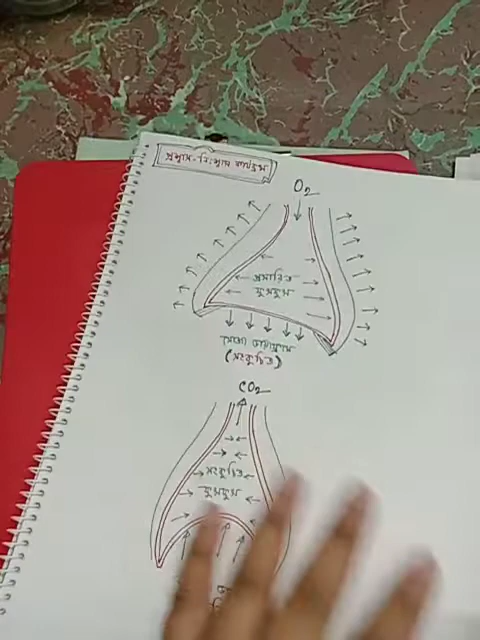 প্রশ্বাস-নিঃশ্বাস কার্যক্রম
O₂
প্রসারিত
ফুসফুস
সোজা ডায়াফ্রাম
(সংকুচিত)
CO₂
সংকুচিত
ফুসফুস